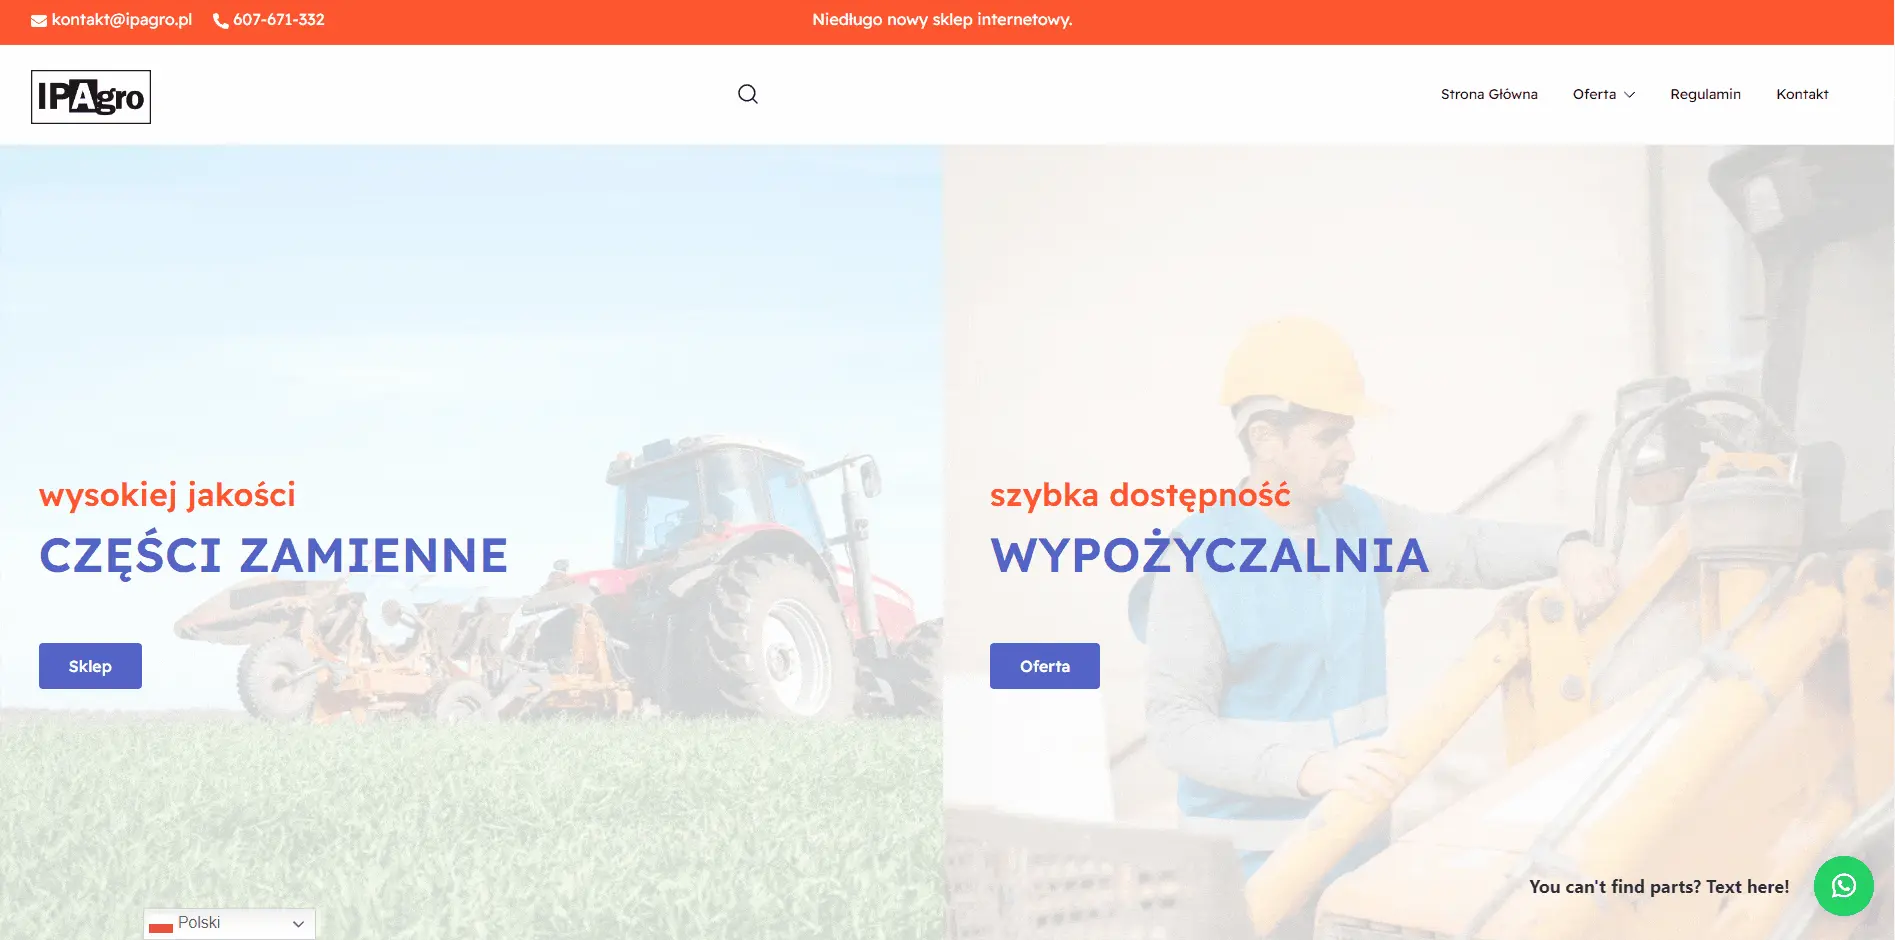 kontakt@ipagro.pl 607-671-332 Niedługo nowy sklep internetowy.
IPAgro
Strona Główna Oferta Regulamin Kontakt
wysokiej jakości
CZĘŚCI ZAMIENNE
Sklep
szybka dostępność
WYPOŻYCZALNIA
Oferta
You can't find parts? Text here!
Polski